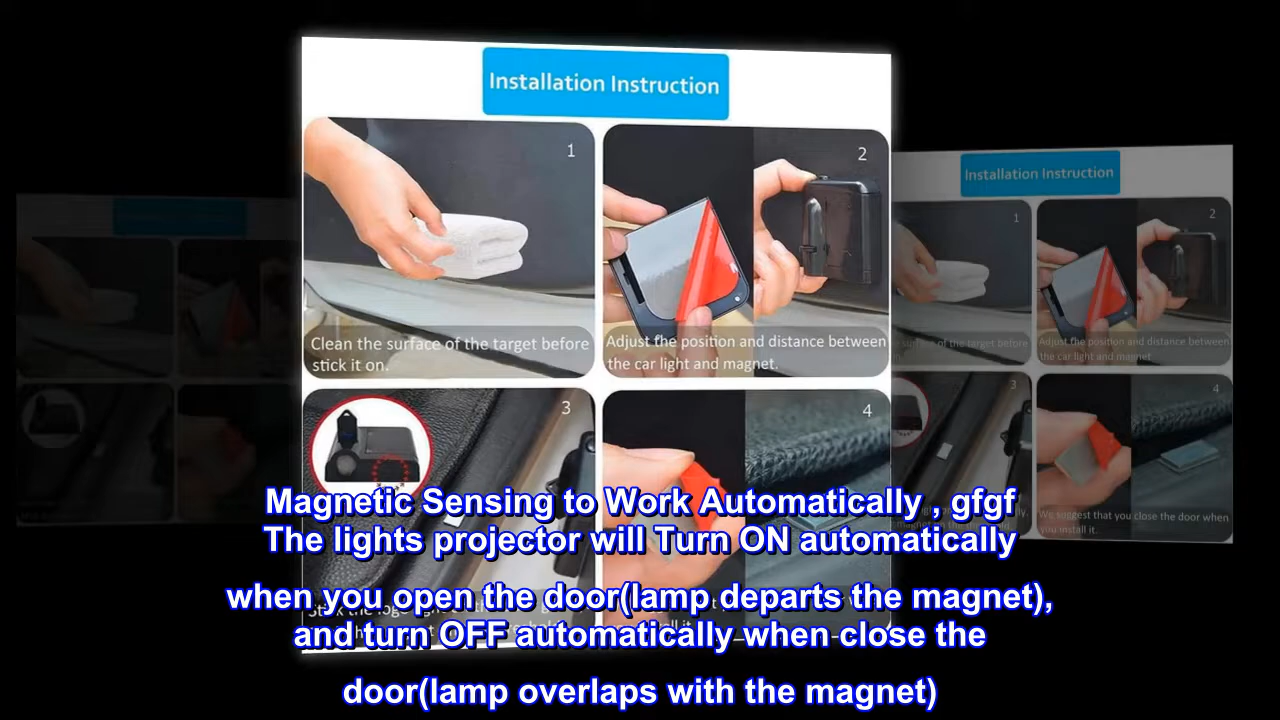 Installation Instruction
1
2
Clean the surface of the target before
stick it on.
Adjust the position and distance between
the car light and magnet.
3
4
Installation Instruction
1
2
Adjust the position and distance between
the car light and magnet
3
4
We suggest that you close the door when
you install it.
Magnetic Sensing to Work Automatically , gfgf
The lights projector will Turn ON automatically
when you open the door(lamp departs the magnet),
and turn OFF automatically when close the
door(lamp overlaps with the magnet)